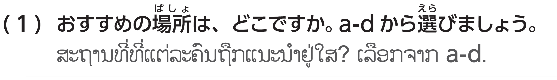 (1) おすすめの場所は、どこですか。a-d から選びましょう。
ສະຖານທີ່ທີ່ແຕ່ລະຄົນຖືກແນະນຳຢູ່ໃສ? ເລືອກຈາກ a-d.